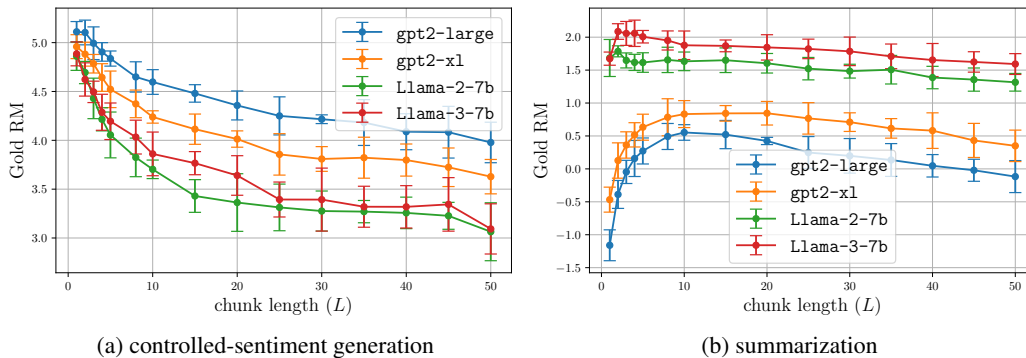 Gold RM
5.0
4.5
4.0
3.5
3.0
0
10
20
30
40
50
chunk length (L)
gpt2-large
gpt2-xl
Llama-2-7b
Llama-3-7b
(a) controlled-sentiment generation
Gold RM
2.0
1.5
1.0
0.5
0.0
−0.5
−1.0
−1.5
0
10
20
30
40
50
chunk length (L)
gpt2-large
gpt2-xl
Llama-2-7b
Llama-3-7b
(b) summarization